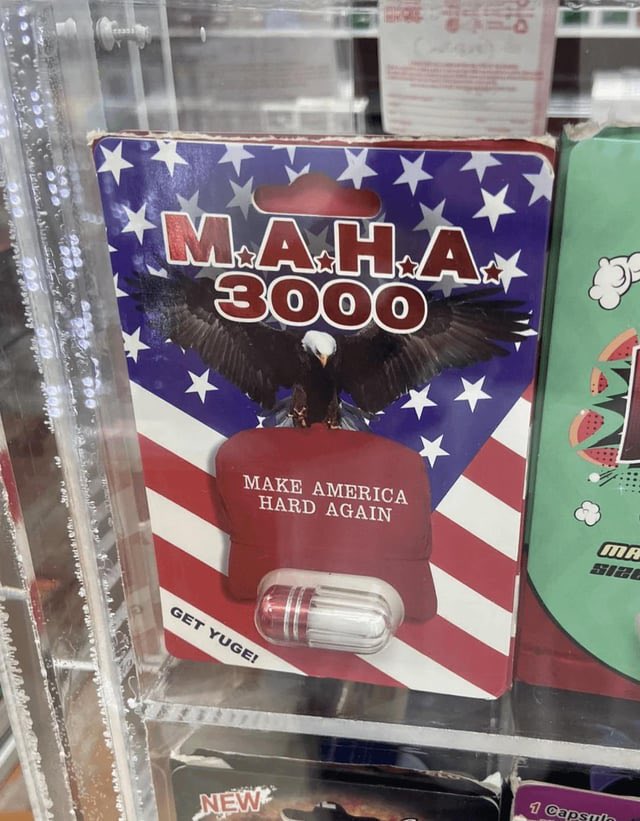 M.A.H.A.
3000
MAKE AMERICA
HARD AGAIN
GET YUGE!
NEW
1 Capsule